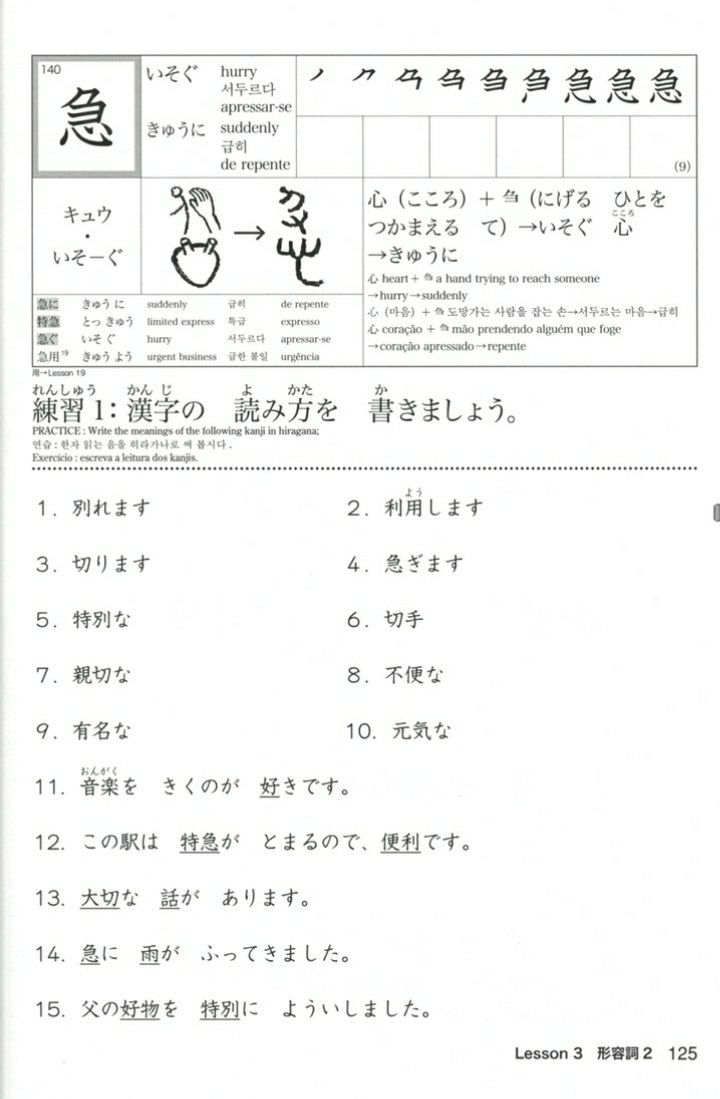 140
急
いそぐ hurry
서두르다
apressar-se
きゅうに suddenly
급히
de repente
(9)
キュウ
・
いそーぐ
→
心（こころ）＋ 刍（にげる ひとを
つかまえる て）→いそぐ 心
こころ
→きゅうに
心 heart＋ 刍 a hand trying to reach someone
→hurry→suddenly
心（마음）＋ 刍 도망가는 사람을 잡는 손→서두르는 마음→급히
心 coração ＋ 刍 mão prendendo alguém que foge
→coração apressado→repente
急に きゅう に suddenly 급히 de repente
特急 とっ きゅう limited express 특급 expresso
急ぐ いそ ぐ hurry 서두르다 apressar-se
急用19 きゅう よう urgent business 급한 볼일 urgência
用→Lesson 19
れんしゅう かん じ よ かた か
練習 1：漢字の 読み方を 書きましょう。
PRACTICE : Write the meanings of the following kanji in hiragana;
연습 : 한자 읽는 음을 히라가나로 써 봅시다 .
Exercício : escreva a leitura dos kanjis.
1. 別れます
よう
2. 利用します
3. 切ります
4. 急ぎます
5. 特別な
6. 切手
7. 親切な
8. 不便な
9. 有名な
10. 元気な
おんがく
11. 音楽を きくのが 好きです。
12. この駅は 特急が とまるので、便利です。
13. 大切な 話が あります。
14. 急に 雨が ふってきました。
15. 父の好物を 特別に よういしました。
Lesson 3 形容詞 2 125